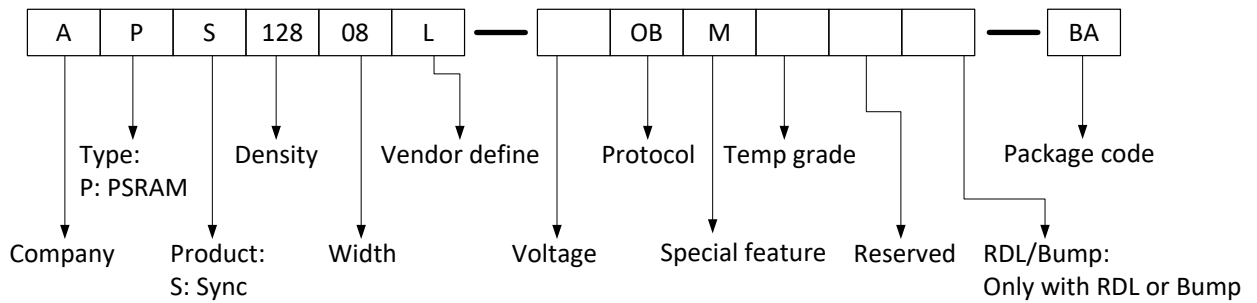 A P S 128 08 L — OB M — BA
Type: Density Vendor define Protocol Temp grade Package code
P: PSRAM
Company Product: Width Voltage Special feature Reserved RDL/Bump:
S: Sync Only with RDL or Bump